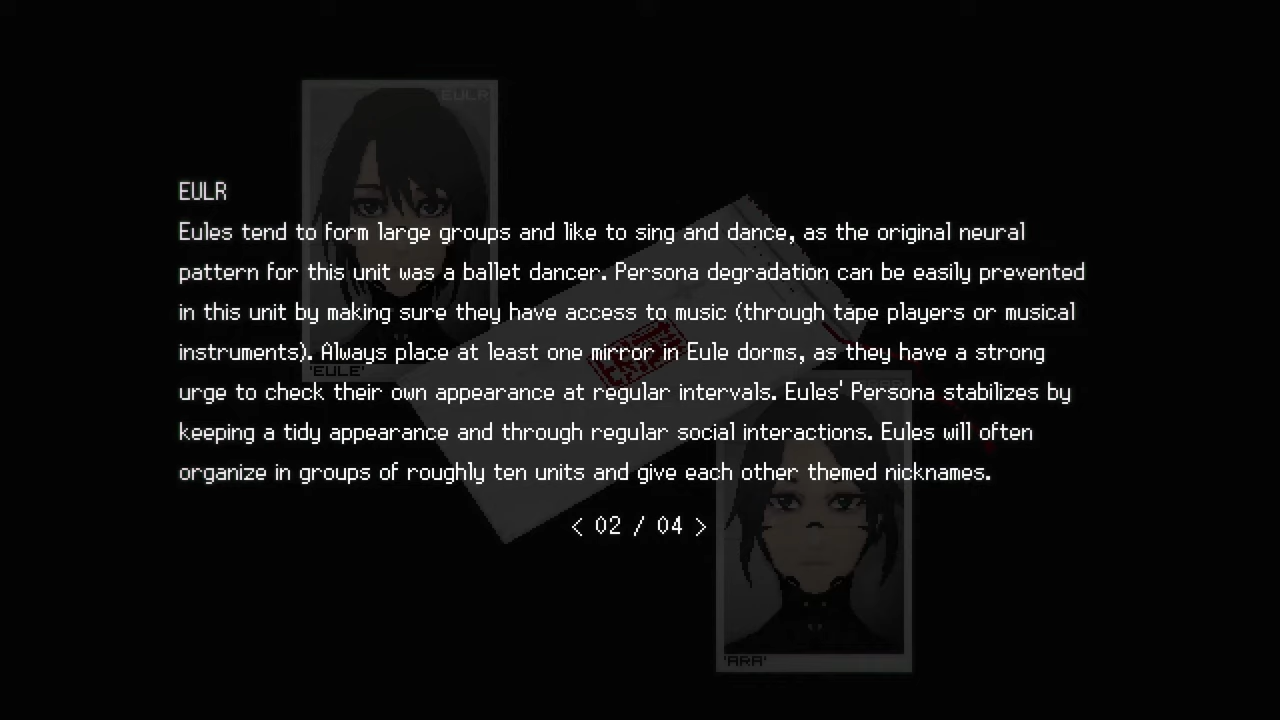 EULR
'EULE'
EULR
Eules tend to form large groups and like to sing and dance, as the original neural
pattern for this unit was a ballet dancer. Persona degradation can be easily prevented
in this unit by making sure they have access to music (through tape players or musical
instruments). Always place at least one mirror in Eule dorms, as they have a strong
urge to check their own appearance at regular intervals. Eules' Persona stabilizes by
keeping a tidy appearance and through regular social interactions. Eules will often
organize in groups of roughly ten units and give each other themed nicknames.
< 02 / 04 >
'ARA'